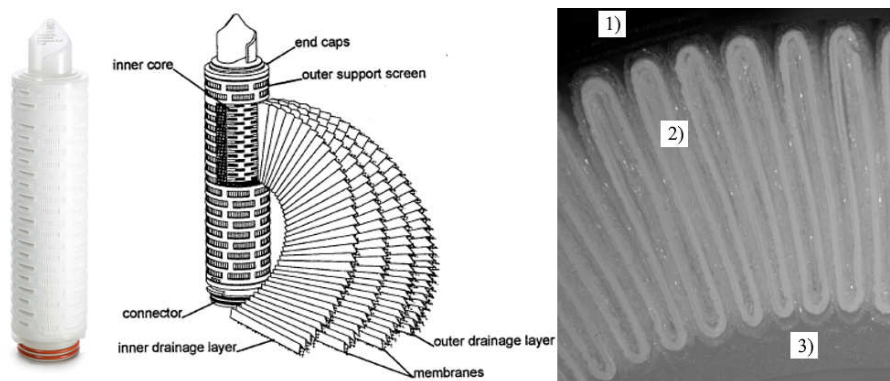 end caps
inner core
outer support screen
connector
inner drainage layer
outer drainage layer
membranes
1)
2)
3)